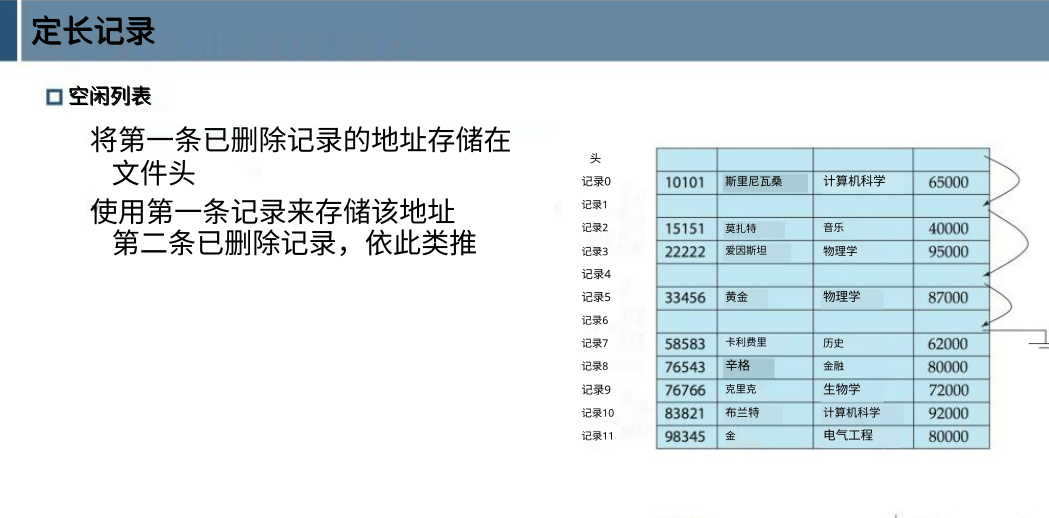 定长记录
空闲列表
将第一条已删除记录的地址存储在
文件头
使用第一条记录来存储该地址
第二条已删除记录，依此类推
头
记录0 10101 斯里尼瓦桑 计算机科学 65000
记录1
记录2 15151 莫扎特 音乐 40000
记录3 22222 爱因斯坦 物理学 95000
记录4
记录5 33456 黄金 物理学 87000
记录6
记录7 58583 卡利费里 历史 62000
记录8 76543 辛格 金融 80000
记录9 76766 克里克 生物学 72000
记录10 83821 布兰特 计算机科学 92000
记录11 98345 金 电气工程 80000